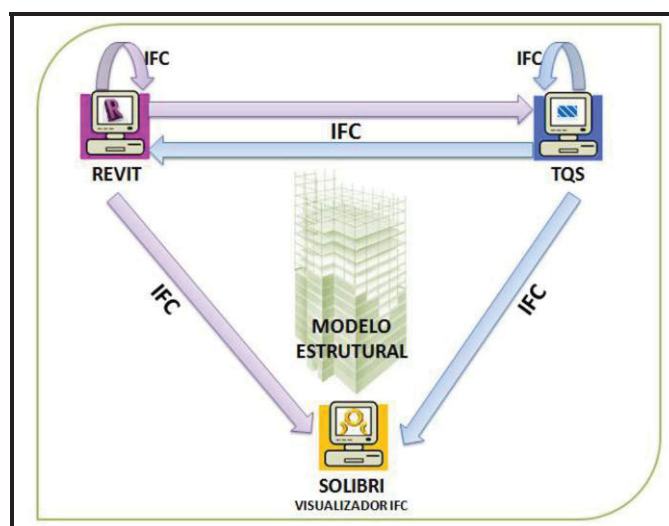 IFC
IFC
IFC
REVIT
TQS
IFC
IFC
MODELO
ESTRUTURAL
SOLIBRI
VISUALIZADOR IFC